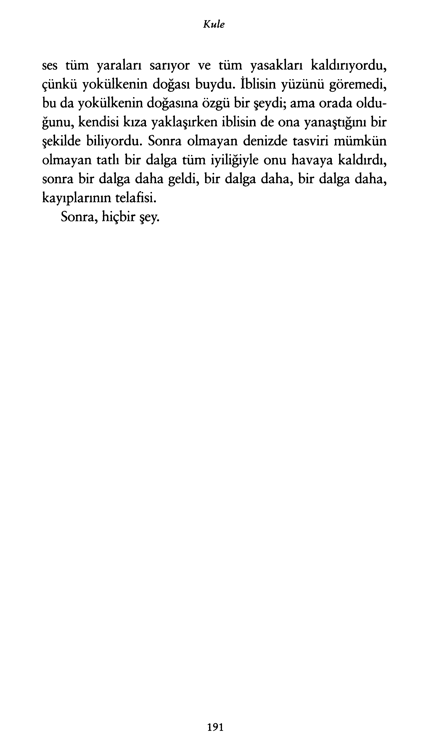 Kule
ses tüm yaraları sarıyor ve tüm yasakları kaldırıyordu,
çünkü yokülkenin doğası buydu. İblisin yüzünü göremedi,
bu da yokülkenin doğasına özgü bir şeydi; ama orada oldu-
ğunu, kendisi kıza yaklaşırken iblisin de ona yanaştığını bir
şekilde biliyordu. Sonra olmayan denizde tasviri mümkün
olmayan tatlı bir dalga tüm iyiliğiyle onu havaya kaldırdı,
sonra bir dalga daha geldi, bir dalga daha, bir dalga daha,
kayıplarının telafisi.
Sonra, hiçbir şey.
191